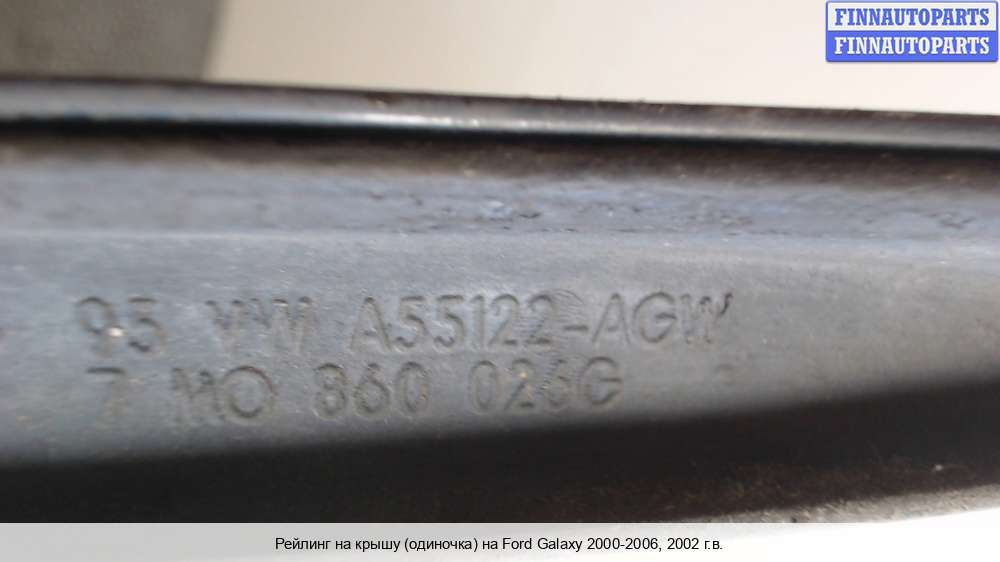 FINNAUTOPARTS
FINNAUTOPARTS
95 VW A55122-AGW
7 MO 860 026G
Рейлинг на крышу (одиночка) на Ford Galaxy 2000-2006, 2002 г.в.